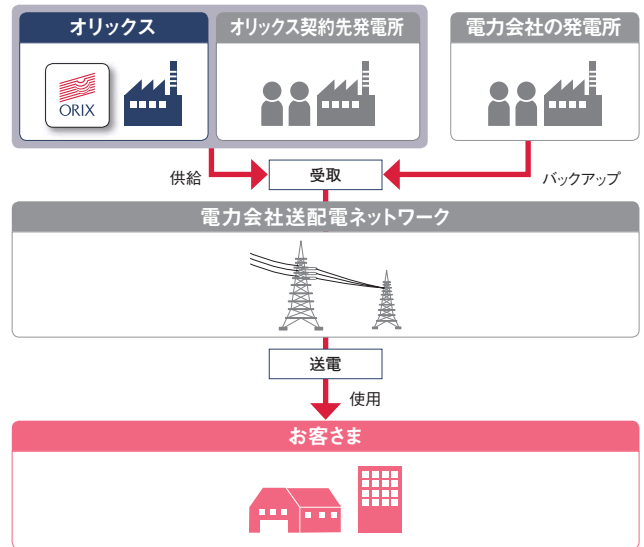 オリックス
オリックス契約先発電所
電力会社の発電所
ORIX
供給
受取
バックアップ
電力会社送配電ネットワーク
送電
使用
お客さま